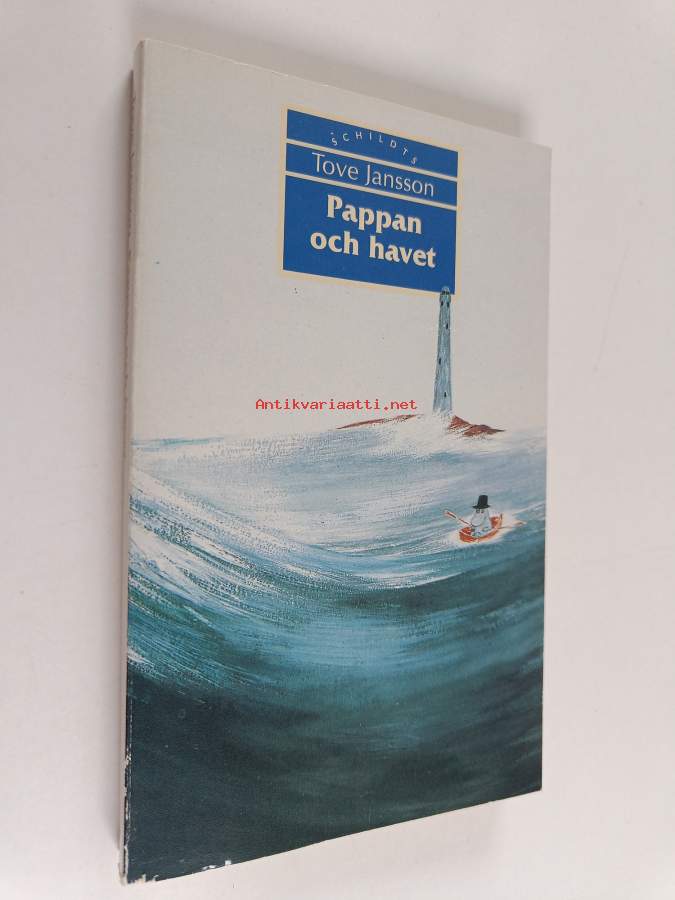 SCHILDTS
Tove Jansson
Pappan
och havet
Antikvariaatti.net